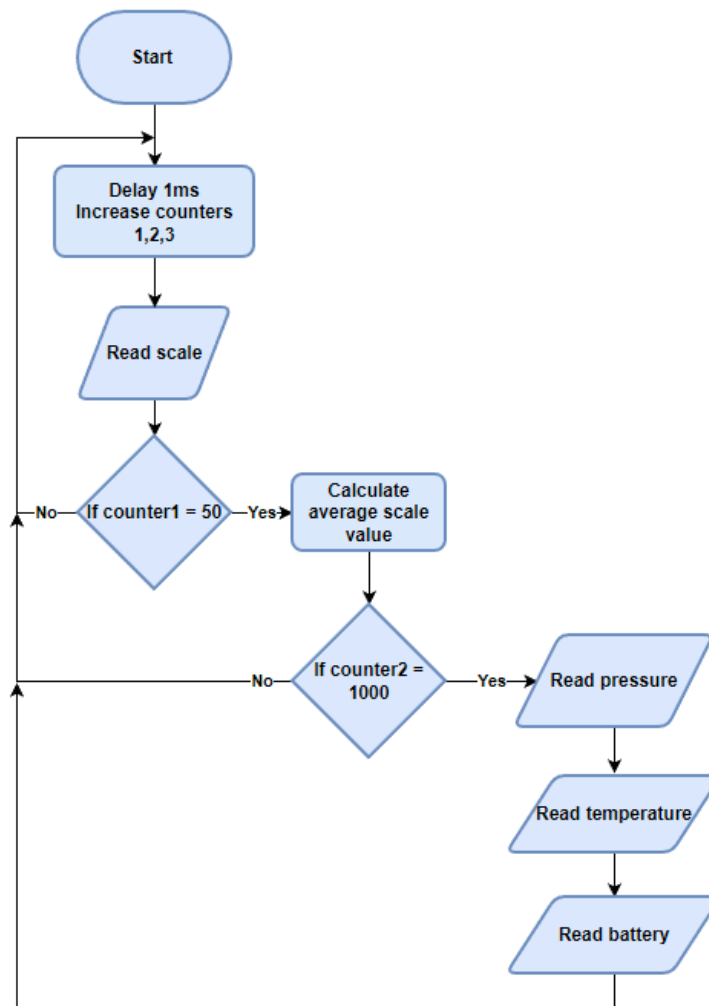 Start
Delay 1ms
Increase counters
1,2,3
Read scale
No
If counter1 = 50
Yes
Calculate
average scale
value
No
If counter2 =
1000
Yes
Read pressure
Read temperature
Read battery